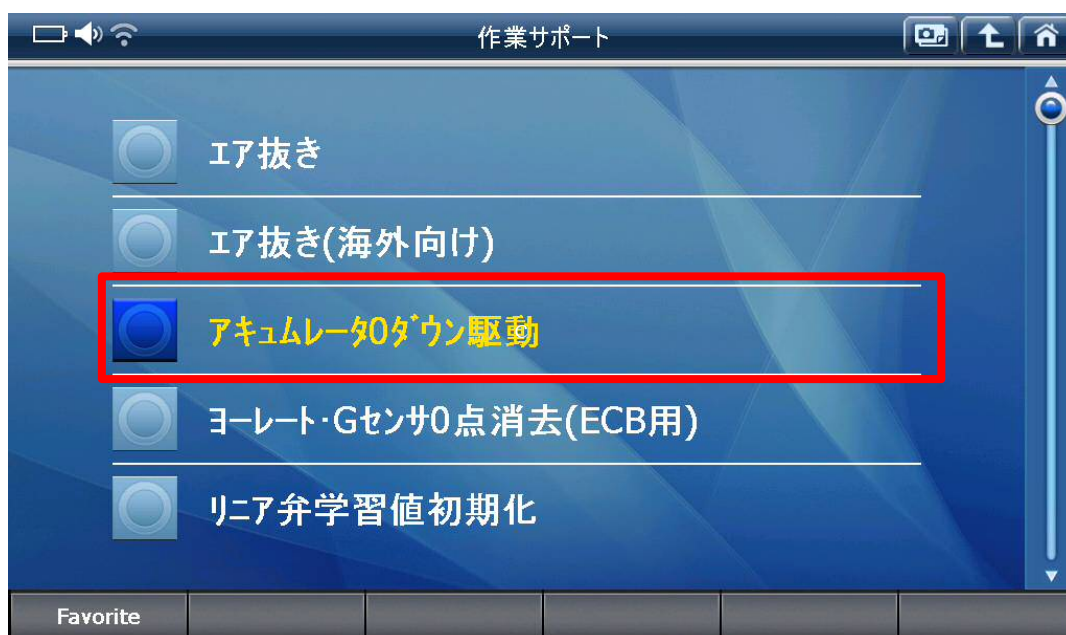 作業サポート
エア抜き
エア抜き(海外向け)
アキュムレータ0ダウン駆動
ヨーレート・Gセンサ0点消去(ECB用)
リニア弁学習値初期化
Favorite